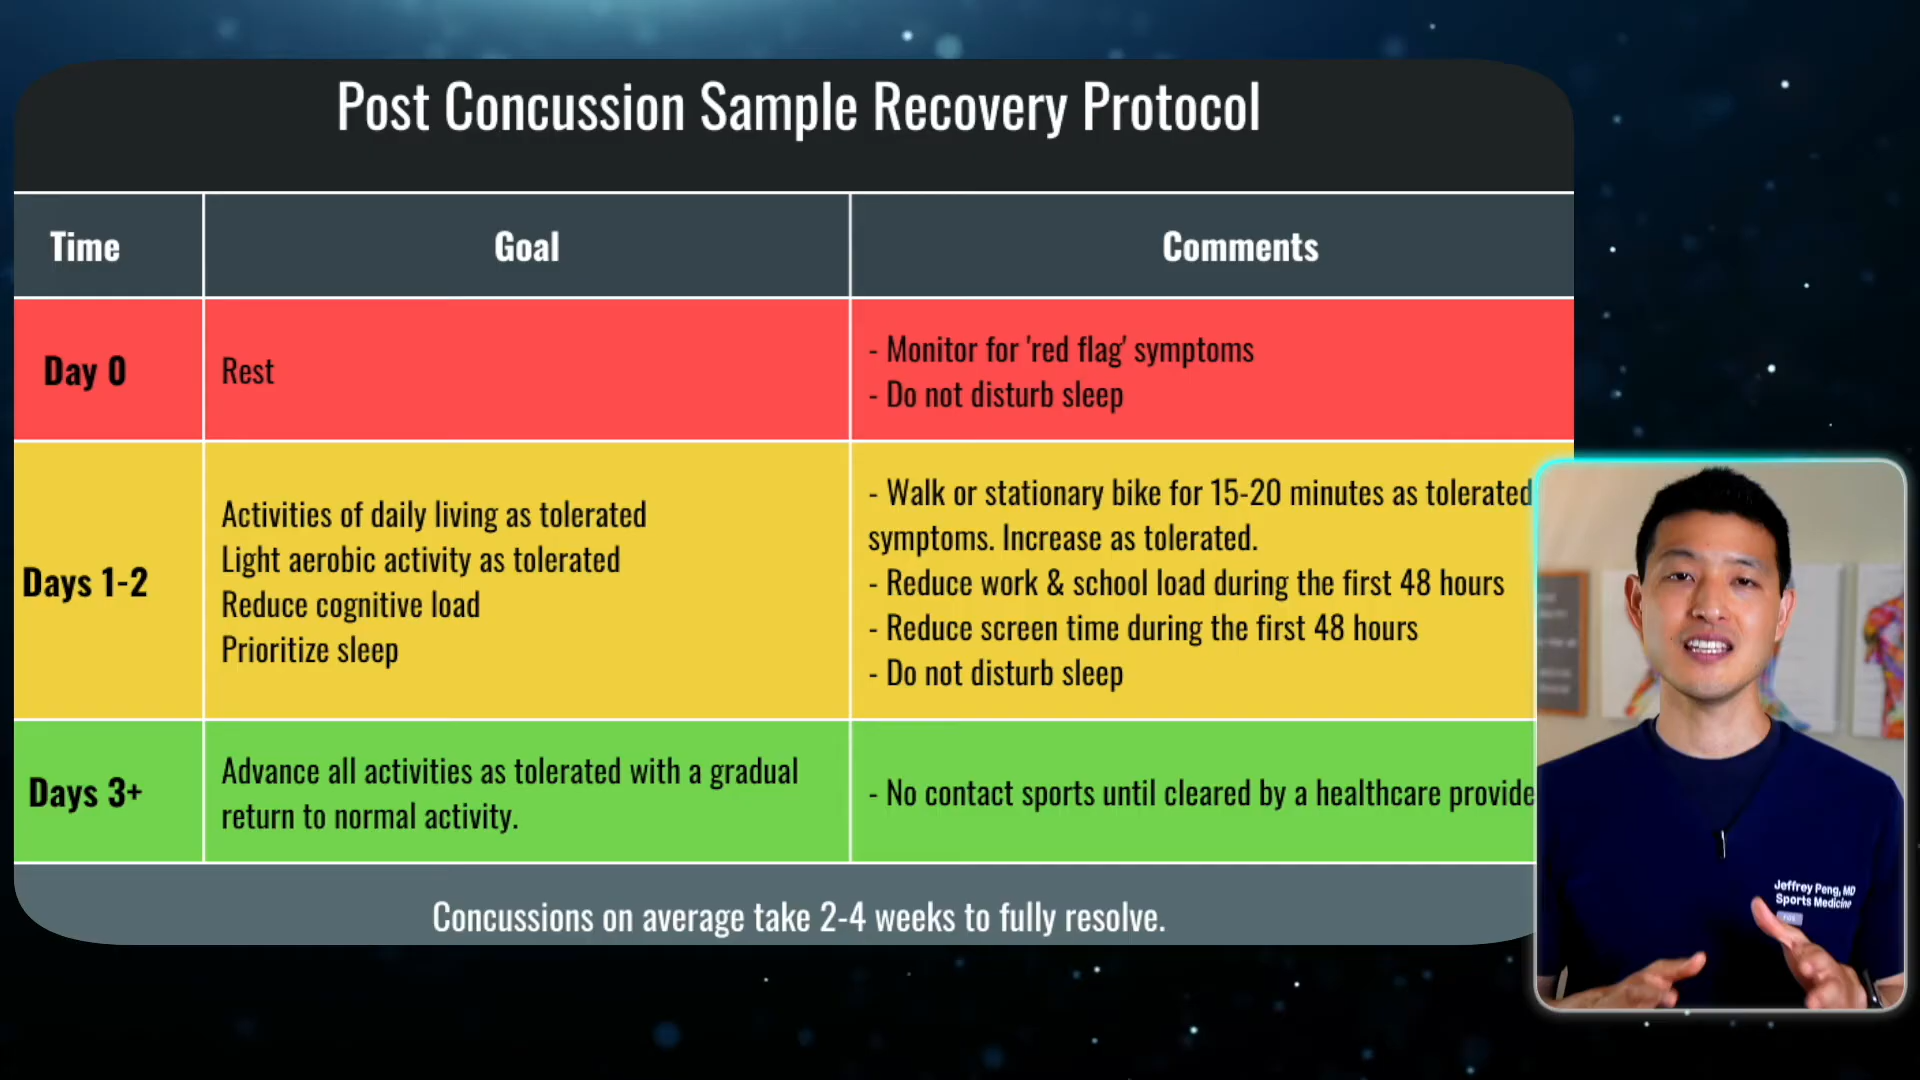 Post Concussion Sample Recovery Protocol
Time
Goal
Comments
Day 0
Rest
- Monitor for 'red flag' symptoms
- Do not disturb sleep
Days 1-2
Activities of daily living as tolerated
Light aerobic activity as tolerated
Reduce cognitive load
Prioritize sleep
- Walk or stationary bike for 15-20 minutes as tolerated
symptoms. Increase as tolerated.
- Reduce work & school load during the first 48 hours
- Reduce screen time during the first 48 hours
- Do not disturb sleep
Days 3+
Advance all activities as tolerated with a gradual
return to normal activity.
- No contact sports until cleared by a healthcare provide
Concussions on average take 2-4 weeks to fully resolve.
Jeffrey Peng, MD
Sports Medicine